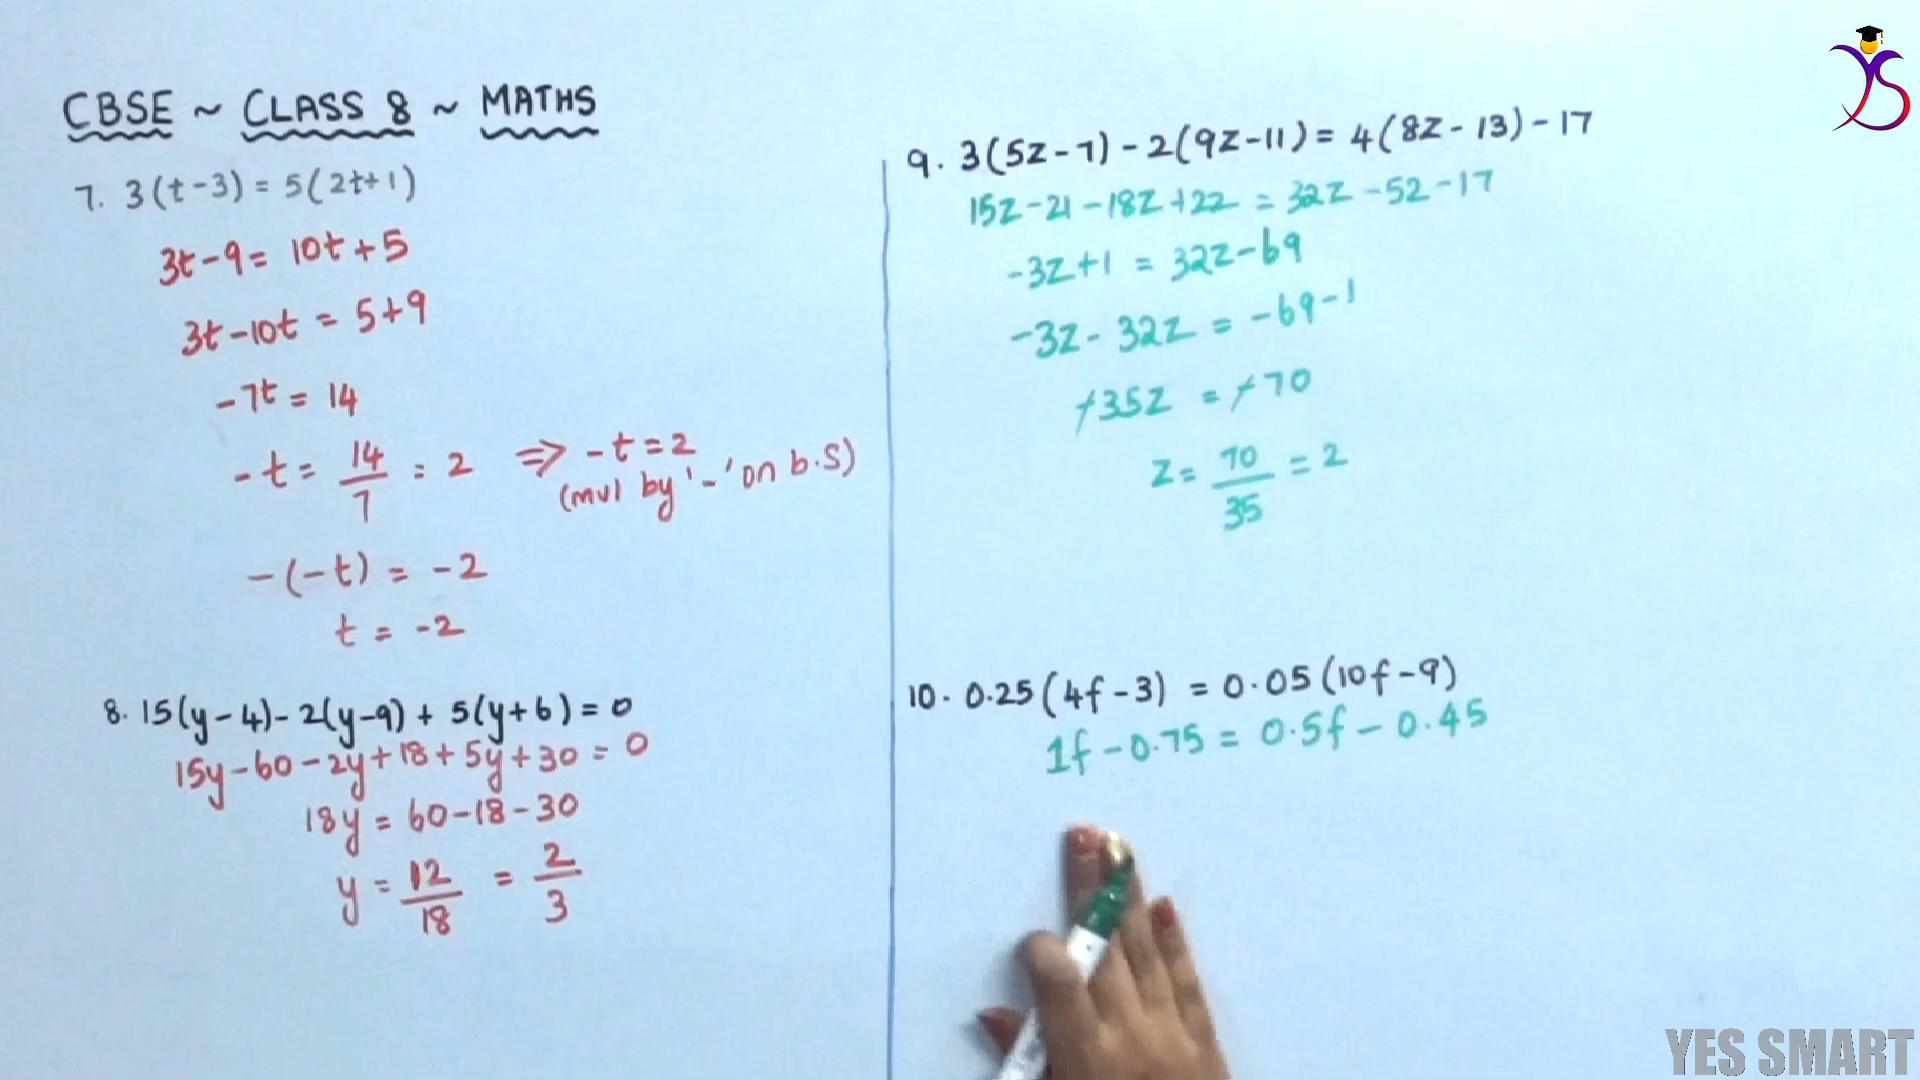 CBSE ~ CLASS 8 ~ MATHS
7. 3(t-3) = 5(2t+1)
3t-9 = 10t+5
3t-10t = 5+9
-7t = 14
-t = 14/7 = 2 ⇒ -t = 2
(mul by '-' on b.s)
-(-t) = -2
t = -2
8. 15(y-4)-2(y-9)+5(y+6)=0
15y-60-2y+18+5y+30=0
18y = 60-18-30
y = 12/18 = 2/3
9. 3(5z-7)-2(9z-11)=4(8z-13)-17
15z-21-18z+22=32z-52-17
-3z+1 = 32z-69
-3z-32z = -69-1
-35z = -70
z = 70/35 = 2
10. 0.25(4f-3) = 0.05(10f-9)
1f-0.75 = 0.5f-0.45
YS
YES SMART